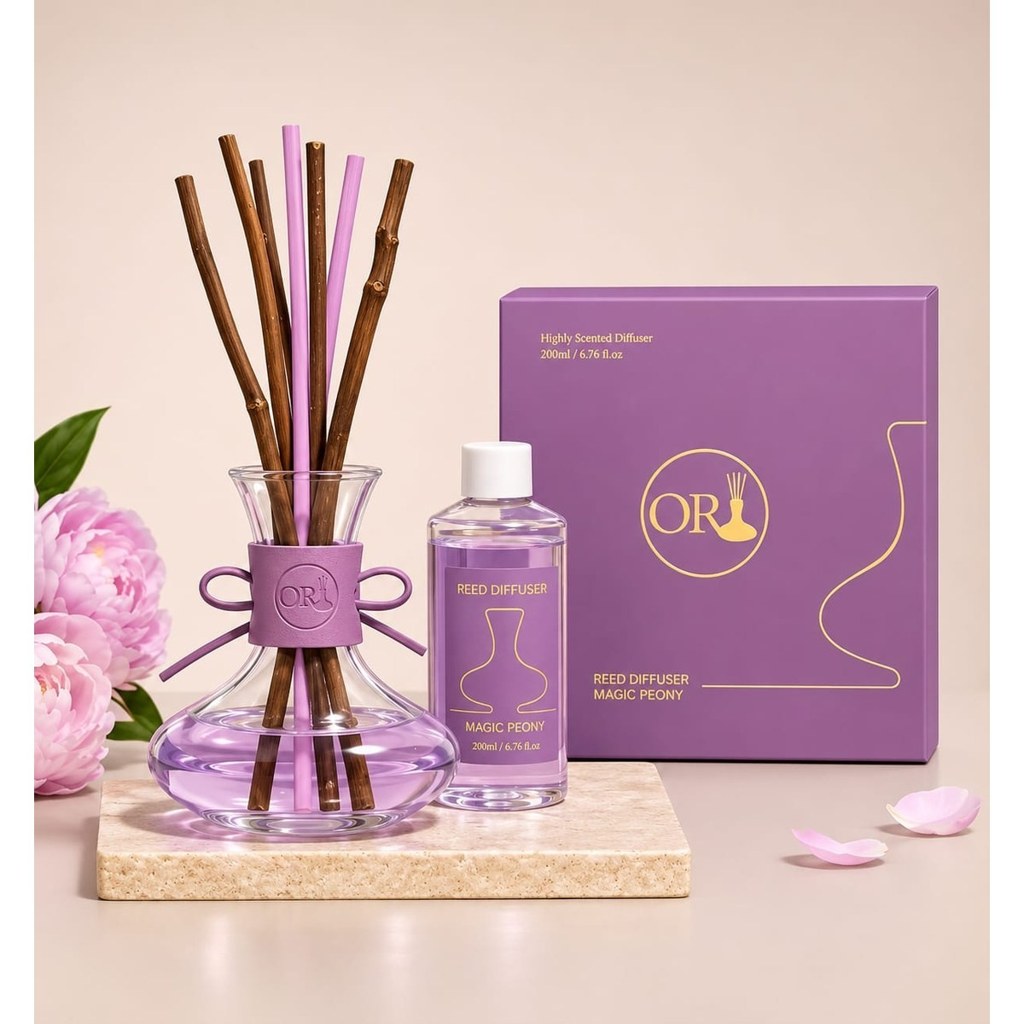 Highly Scented Diffuser
200ml / 6.76 fl.oz
OR
REED DIFFUSER
MAGIC PEONY
OR
REED DIFFUSER
MAGIC PEONY
200ml / 6.76 fl.oz